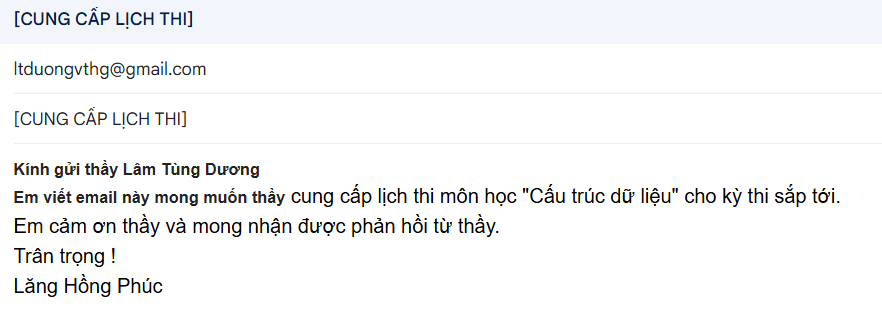 [CUNG CẤP LỊCH THI]
ltduongvthg@gmail.com
[CUNG CẤP LỊCH THI]
Kính gửi thầy Lâm Tùng Dương
Em viết email này mong muốn thầy cung cấp lịch thi môn học "Cấu trúc dữ liệu" cho kỳ thi sắp tới.
Em cảm ơn thầy và mong nhận được phản hồi từ thầy.
Trân trọng !
Lăng Hồng Phúc